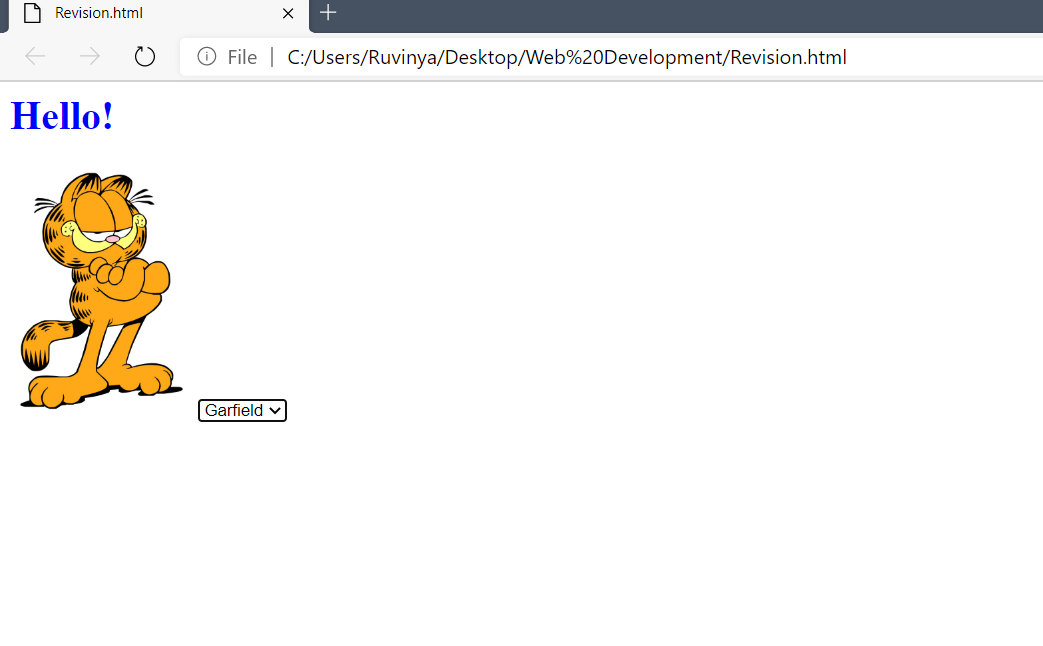 Revision.html
File | C:/Users/Ruvinya/Desktop/Web%20Development/Revision.html
Hello!
Garfield